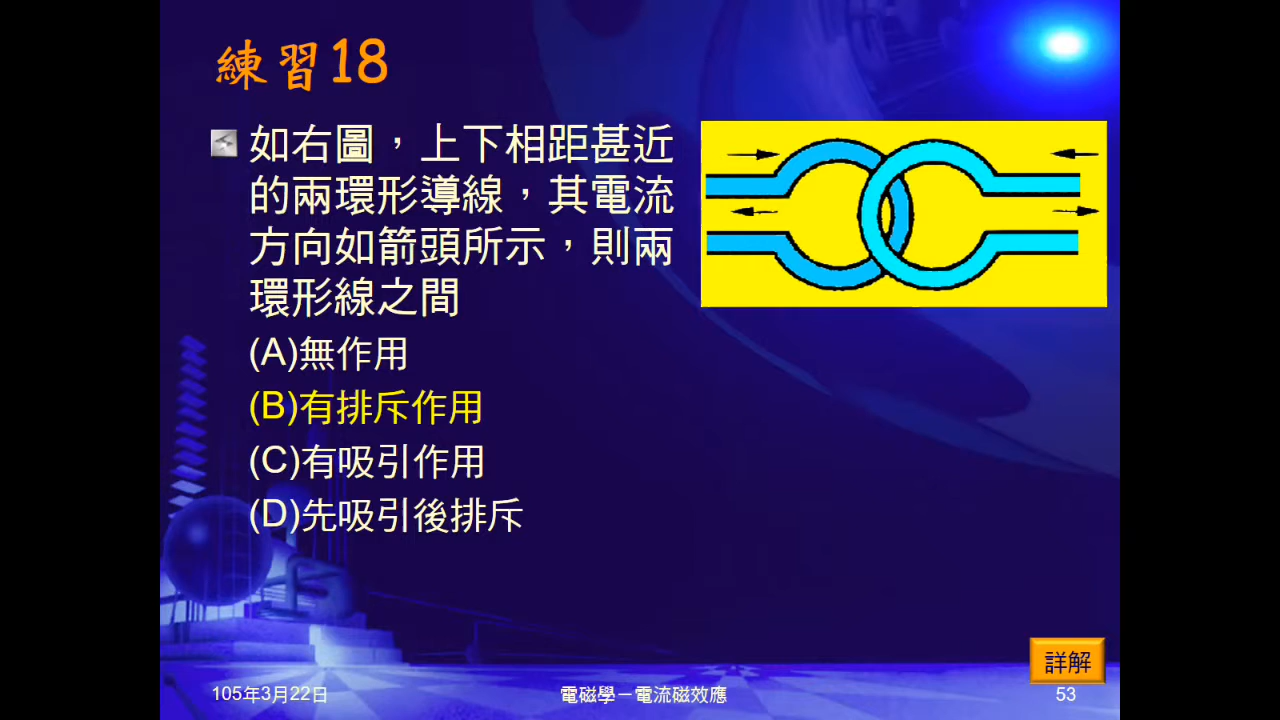 練習18
如右圖，上下相距甚近
的兩環形導線，其電流
方向如箭頭所示，則兩
環形線之間
(A)無作用
(B)有排斥作用
(C)有吸引作用
(D)先吸引後排斥
詳解
105年3月22日
電磁學－電流磁效應
53